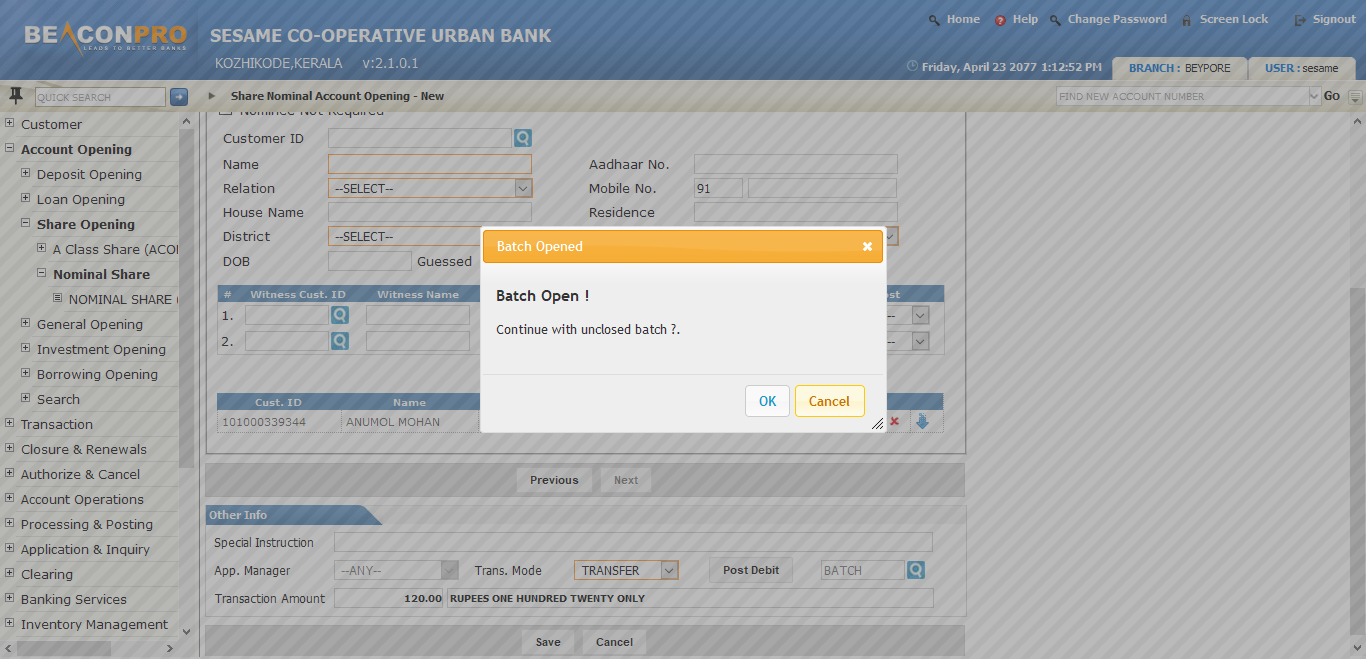 BEACONPRO
LEADS TO BETTER BANKS
SESAME CO-OPERATIVE URBAN BANK
KOZHIKODE,KERALA v:2.1.0.1
Home Help Change Password Screen Lock Signout
Friday, April 23 2077 1:12:52 PM
BRANCH : BEYPORE
USER : sesame
QUICK SEARCH
Share Nominal Account Opening - New
FIND NEW ACCOUNT NUMBER Go
Customer
Account Opening
Deposit Opening
Loan Opening
Share Opening
A Class Share (ACO
Nominal Share
NOMINAL SHARE (
General Opening
Investment Opening
Borrowing Opening
Search
Transaction
Closure & Renewals
Authorize & Cancel
Account Operations
Processing & Posting
Application & Inquiry
Clearing
Banking Services
Inventory Management
Nominee Not Required
Customer ID
Name Aadhaar No.
Relation --SELECT-- Mobile No. 91
House Name Residence
District --SELECT--
DOB Guessed
# Witness Cust. ID Witness Name
1.
2.
Batch Opened
Batch Open !
Continue with unclosed batch ?.
OK Cancel
Cust. ID Name
101000339344 ANUMOL MOHAN
Previous Next
Other Info
Special Instruction
App. Manager --ANY-- Trans. Mode TRANSFER Post Debit BATCH
Transaction Amount 120.00 RUPEES ONE HUNDRED TWENTY ONLY
Save Cancel